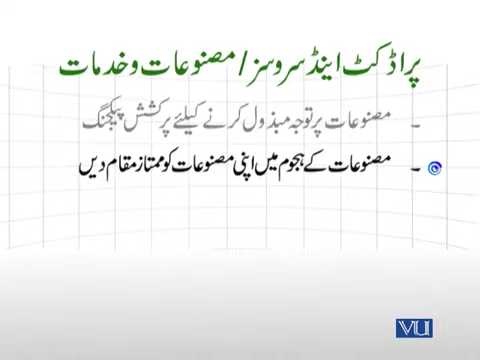 پراڈکٹ اینڈ سروسز / مصنوعات و خدمات
۔ مصنوعات پر توجہ مبذول کرنے کیلئے پرکشش پیکجنگ
۔ مصنوعات کے ہجوم میں اپنی مصنوعات کو ممتاز مقام دیں
VU